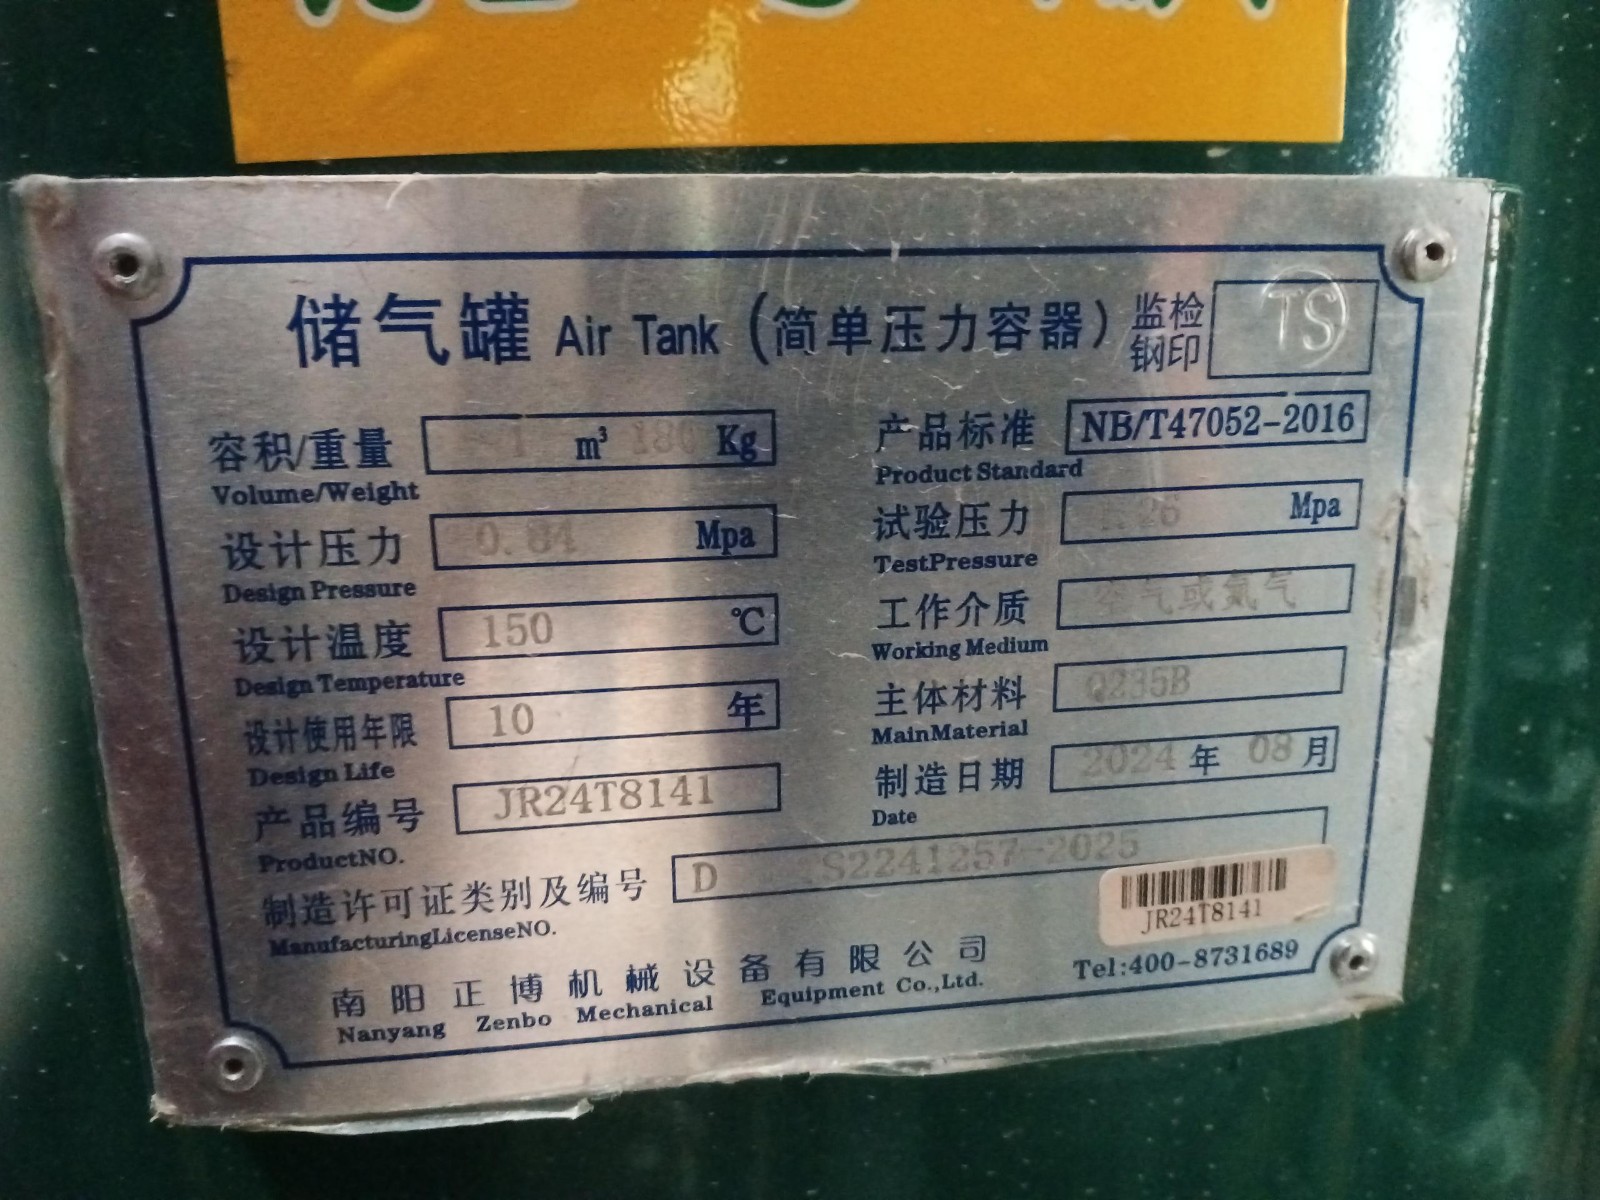 储气罐 Air Tank (简单压力容器) 监检钢印 TS
容积/重量 1 m³ 180 Kg
Volume/Weight
产品标准 NB/T47052-2016
Product Standard
设计压力 0.84 Mpa
Design Pressure
试验压力 1.26 Mpa
TestPressure
设计温度 150 ℃
Design Temperature
工作介质 空气或氮气
Working Medium
设计使用年限 10 年
Design Life
主体材料 Q235B
MainMaterial
产品编号 JR24T8141
ProductNO.
制造日期 2024 年 08 月
Date
制造许可证类别及编号 D S2241257-2025
ManufacturingLicenseNO.
JR24T8141
南阳正博机械设备有限公司
Nanyang Zenbo Mechanical Equipment Co.,Ltd.
Tel:400-8731689